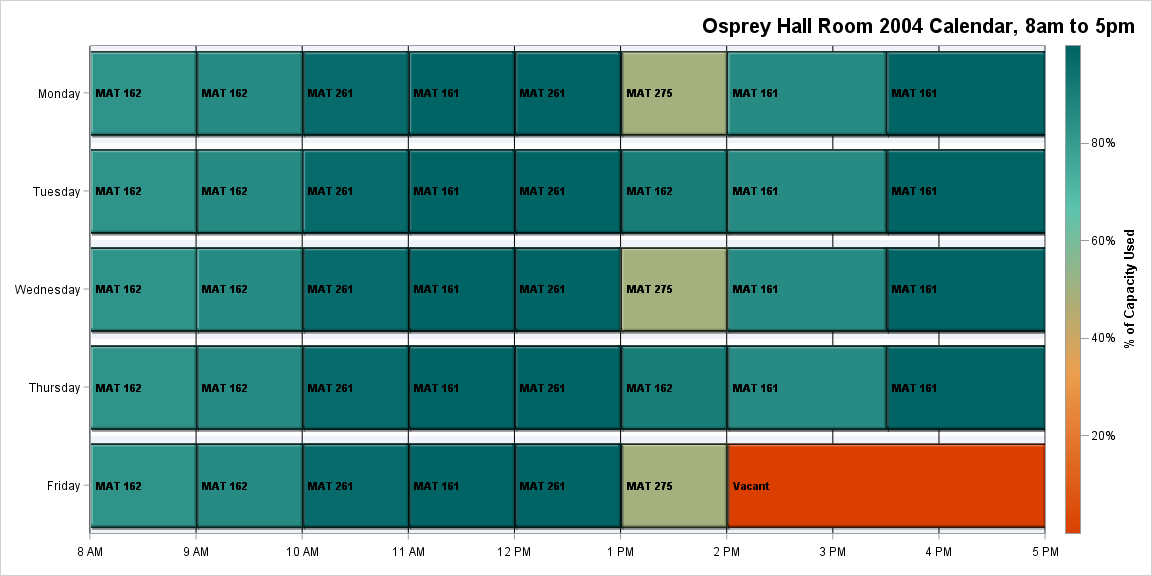 Osprey Hall Room 2004 Calendar, 8am to 5pm
Monday
MAT 162
MAT 162
MAT 261
MAT 161
MAT 261
MAT 275
MAT 161
MAT 161
Tuesday
MAT 162
MAT 162
MAT 261
MAT 161
MAT 261
MAT 162
MAT 161
MAT 161
Wednesday
MAT 162
MAT 162
MAT 261
MAT 161
MAT 261
MAT 275
MAT 161
MAT 161
Thursday
MAT 162
MAT 162
MAT 261
MAT 161
MAT 261
MAT 162
MAT 161
MAT 161
Friday
MAT 162
MAT 162
MAT 261
MAT 161
MAT 261
MAT 275
Vacant
8 AM
9 AM
10 AM
11 AM
12 PM
1 PM
2 PM
3 PM
4 PM
5 PM
80%
60%
40%
20%
% of Capacity Used